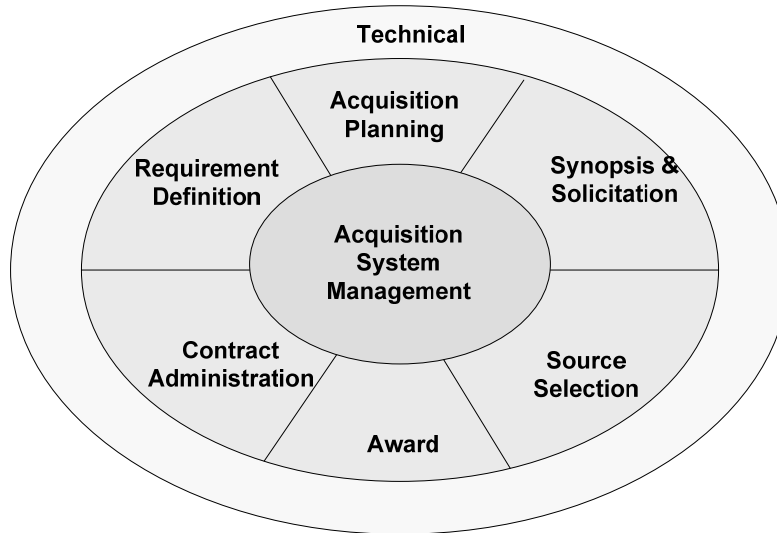 Technical
Acquisition
Planning
Requirement
Definition
Synopsis &
Solicitation
Acquisition
System
Management
Contract
Administration
Source
Selection
Award